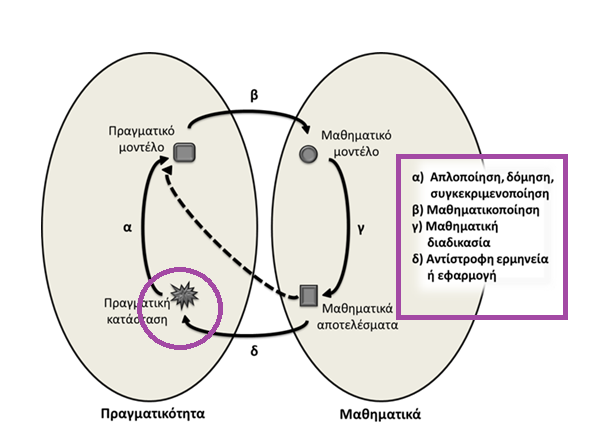 β
Πραγματικό
μοντέλο
Μαθηματικό
μοντέλο
α) Απλοποίηση, δόμηση,
συγκεκριμενοποίηση
β) Μαθηματικοποίηση
γ) Μαθηματική
διαδικασία
δ) Αντίστροφη ερμηνεία
ή εφαρμογή
α
γ
Πραγματική
κατάσταση
Μαθηματικά
αποτελέσματα
δ
Πραγματικότητα
Μαθηματικά